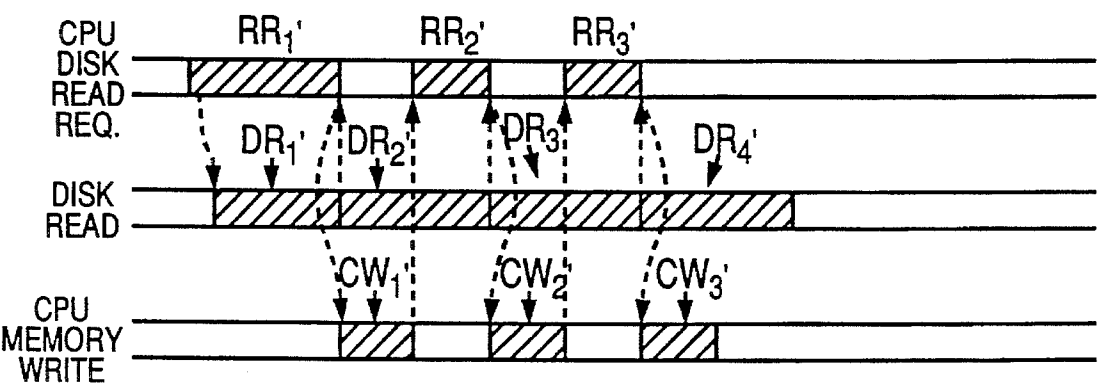 CPU
DISK
READ
REQ.
RR₁' RR₂' RR₃'
DR₁' DR₂' DR₃' DR₄'
DISK
READ
CW₁' CW₂' CW₃'
CPU
MEMORY
WRITE